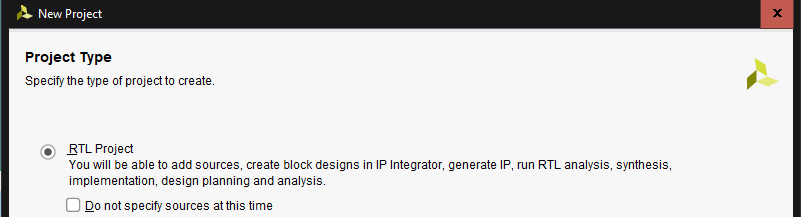 New Project
x
Project Type
Specify the type of project to create.
RTL Project
You will be able to add sources, create block designs in IP Integrator, generate IP, run RTL analysis, synthesis,
implementation, design planning and analysis.
Do not specify sources at this time